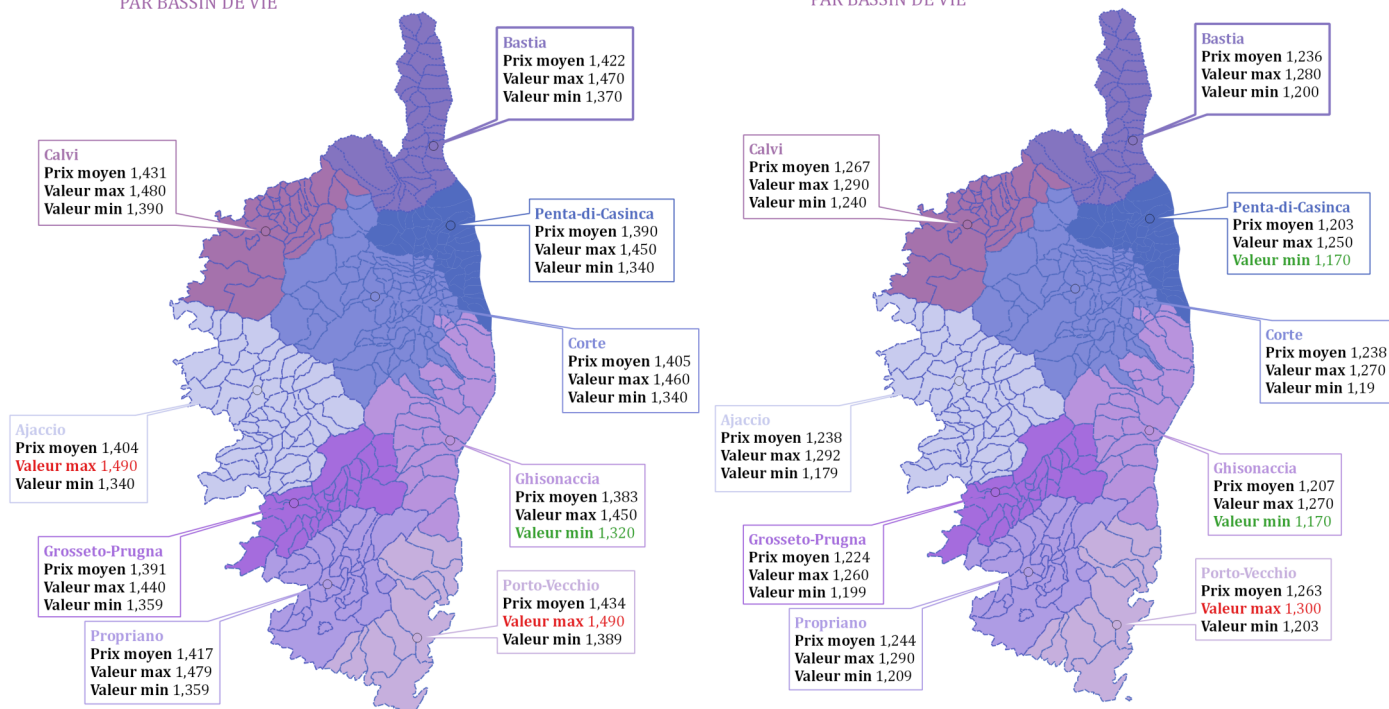 PAR BASSIN DE VIE
Bastia
Prix moyen 1,422
Valeur max 1,470
Valeur min 1,370
Calvi
Prix moyen 1,431
Valeur max 1,480
Valeur min 1,390
Penta-di-Casinca
Prix moyen 1,390
Valeur max 1,450
Valeur min 1,340
Corte
Prix moyen 1,405
Valeur max 1,460
Valeur min 1,340
Ajaccio
Prix moyen 1,404
Valeur max 1,490
Valeur min 1,340
Ghisonaccia
Prix moyen 1,383
Valeur max 1,450
Valeur min 1,320
Grosseto-Prugna
Prix moyen 1,391
Valeur max 1,440
Valeur min 1,359
Porto-Vecchio
Prix moyen 1,434
Valeur max 1,490
Valeur min 1,389
Propriano
Prix moyen 1,417
Valeur max 1,479
Valeur min 1,359
PAR BASSIN DE VIE
Bastia
Prix moyen 1,236
Valeur max 1,280
Valeur min 1,200
Calvi
Prix moyen 1,267
Valeur max 1,290
Valeur min 1,240
Penta-di-Casinca
Prix moyen 1,203
Valeur max 1,250
Valeur min 1,170
Corte
Prix moyen 1,238
Valeur max 1,270
Valeur min 1,19
Ajaccio
Prix moyen 1,238
Valeur max 1,292
Valeur min 1,179
Ghisonaccia
Prix moyen 1,207
Valeur max 1,270
Valeur min 1,170
Grosseto-Prugna
Prix moyen 1,224
Valeur max 1,260
Valeur min 1,199
Porto-Vecchio
Prix moyen 1,263
Valeur max 1,300
Valeur min 1,203
Propriano
Prix moyen 1,244
Valeur max 1,290
Valeur min 1,209